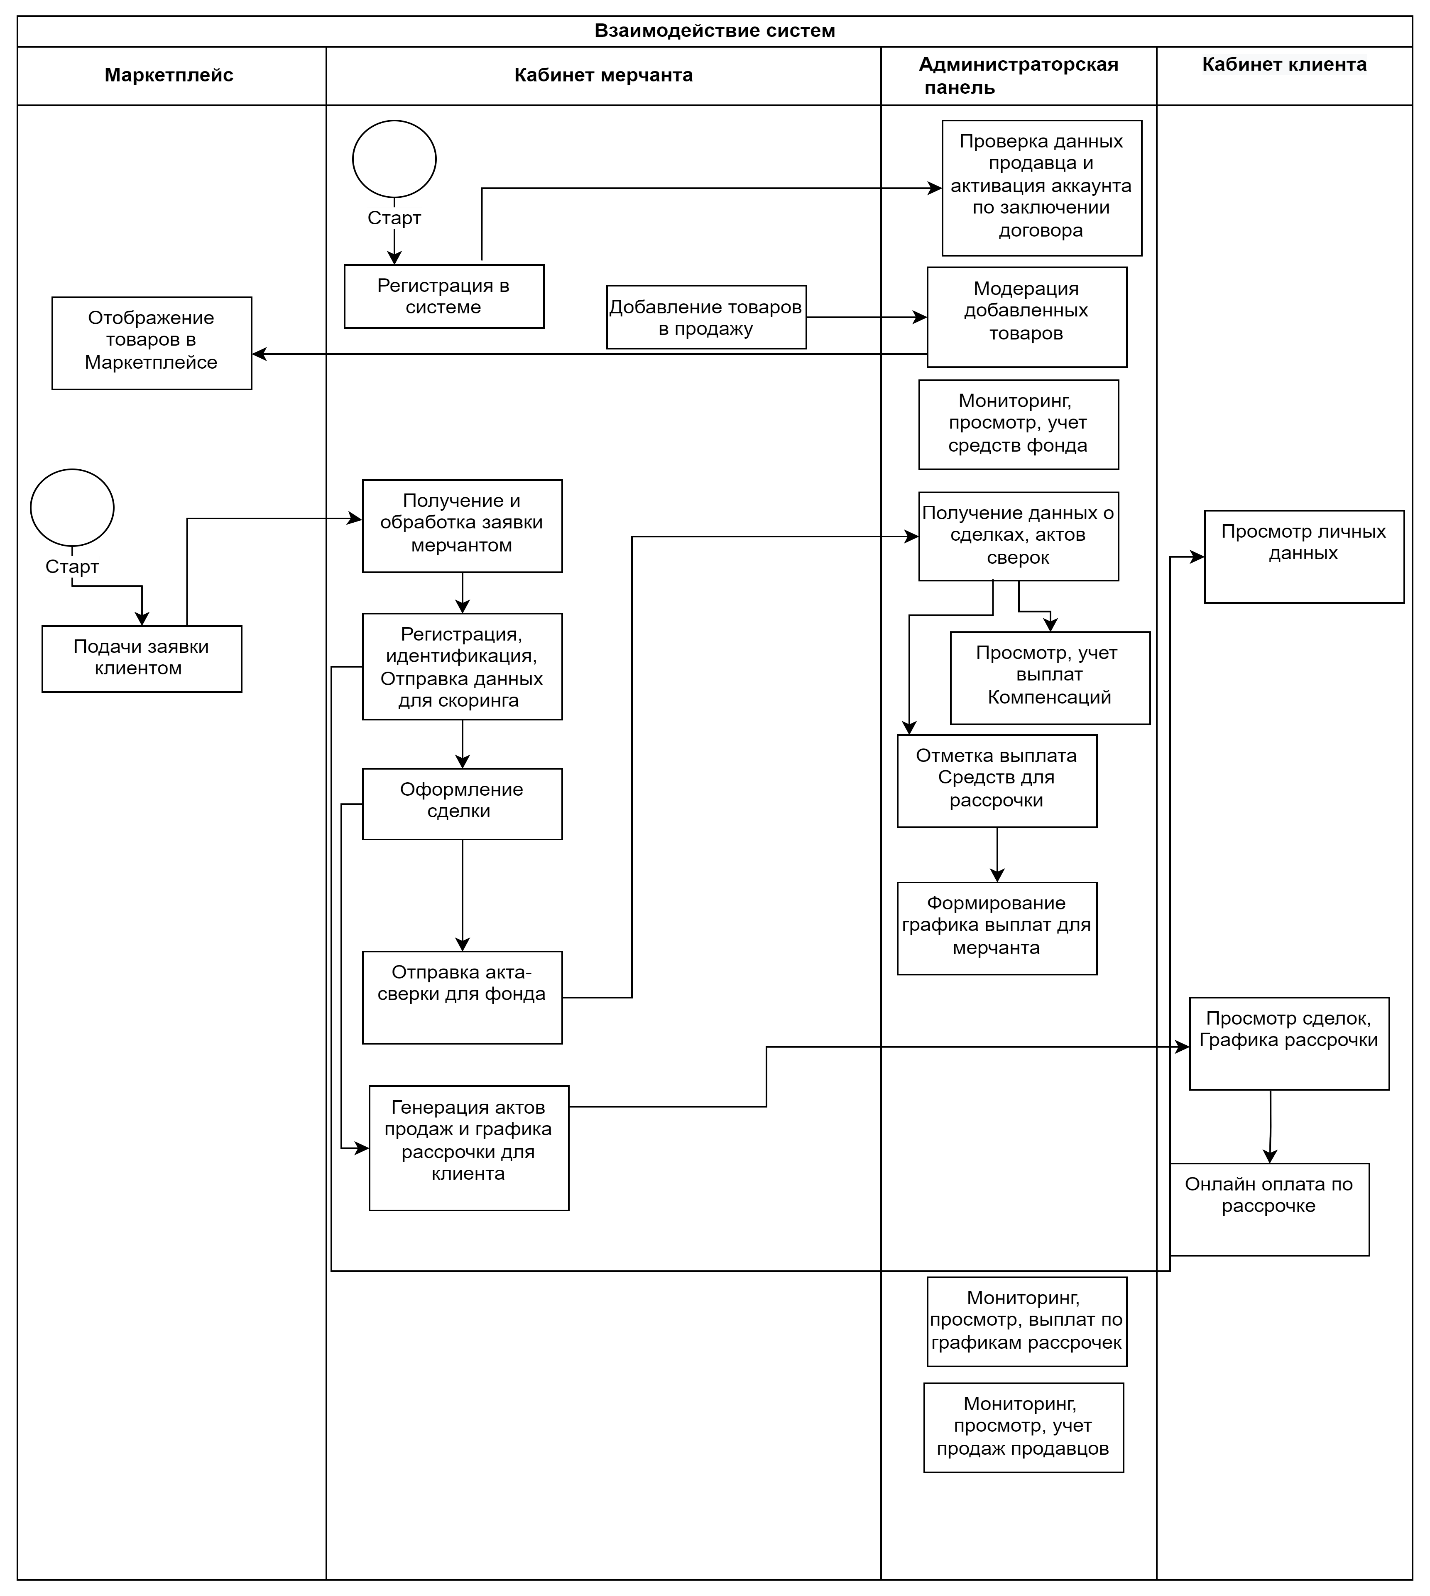 Взаимодействие систем
Маркетплейс
Кабинет мерчанта
Администраторская
панель
Кабинет клиента
Старт
Проверка данных
продавца и
активация аккаунта
по заключении
договора
Регистрация в
системе
Добавление товаров
в продажу
Модерация
добавленных
товаров
Отображение
товаров в
Маркетплейсе
Мониторинг,
просмотр, учет
средств фонда
Старт
Подачи заявки
клиентом
Получение и
обработка заявки
мерчантом
Получение данных о
сделках, актов
сверок
Просмотр личных
данных
Регистрация,
идентификация,
Отправка данных
для скоринга
Просмотр, учет
выплат
Компенсаций
Оформление
сделки
Отметка выплата
Средств для
рассрочки
Формирование
графика выплат для
мерчанта
Отправка акта-
сверки для фонда
Просмотр сделок,
Графика рассрочки
Генерация актов
продаж и графика
рассрочки для
клиента
Онлайн оплата по
рассрочке
Мониторинг,
просмотр, выплат по
графикам рассрочек
Мониторинг,
просмотр, учет
продаж продавцов